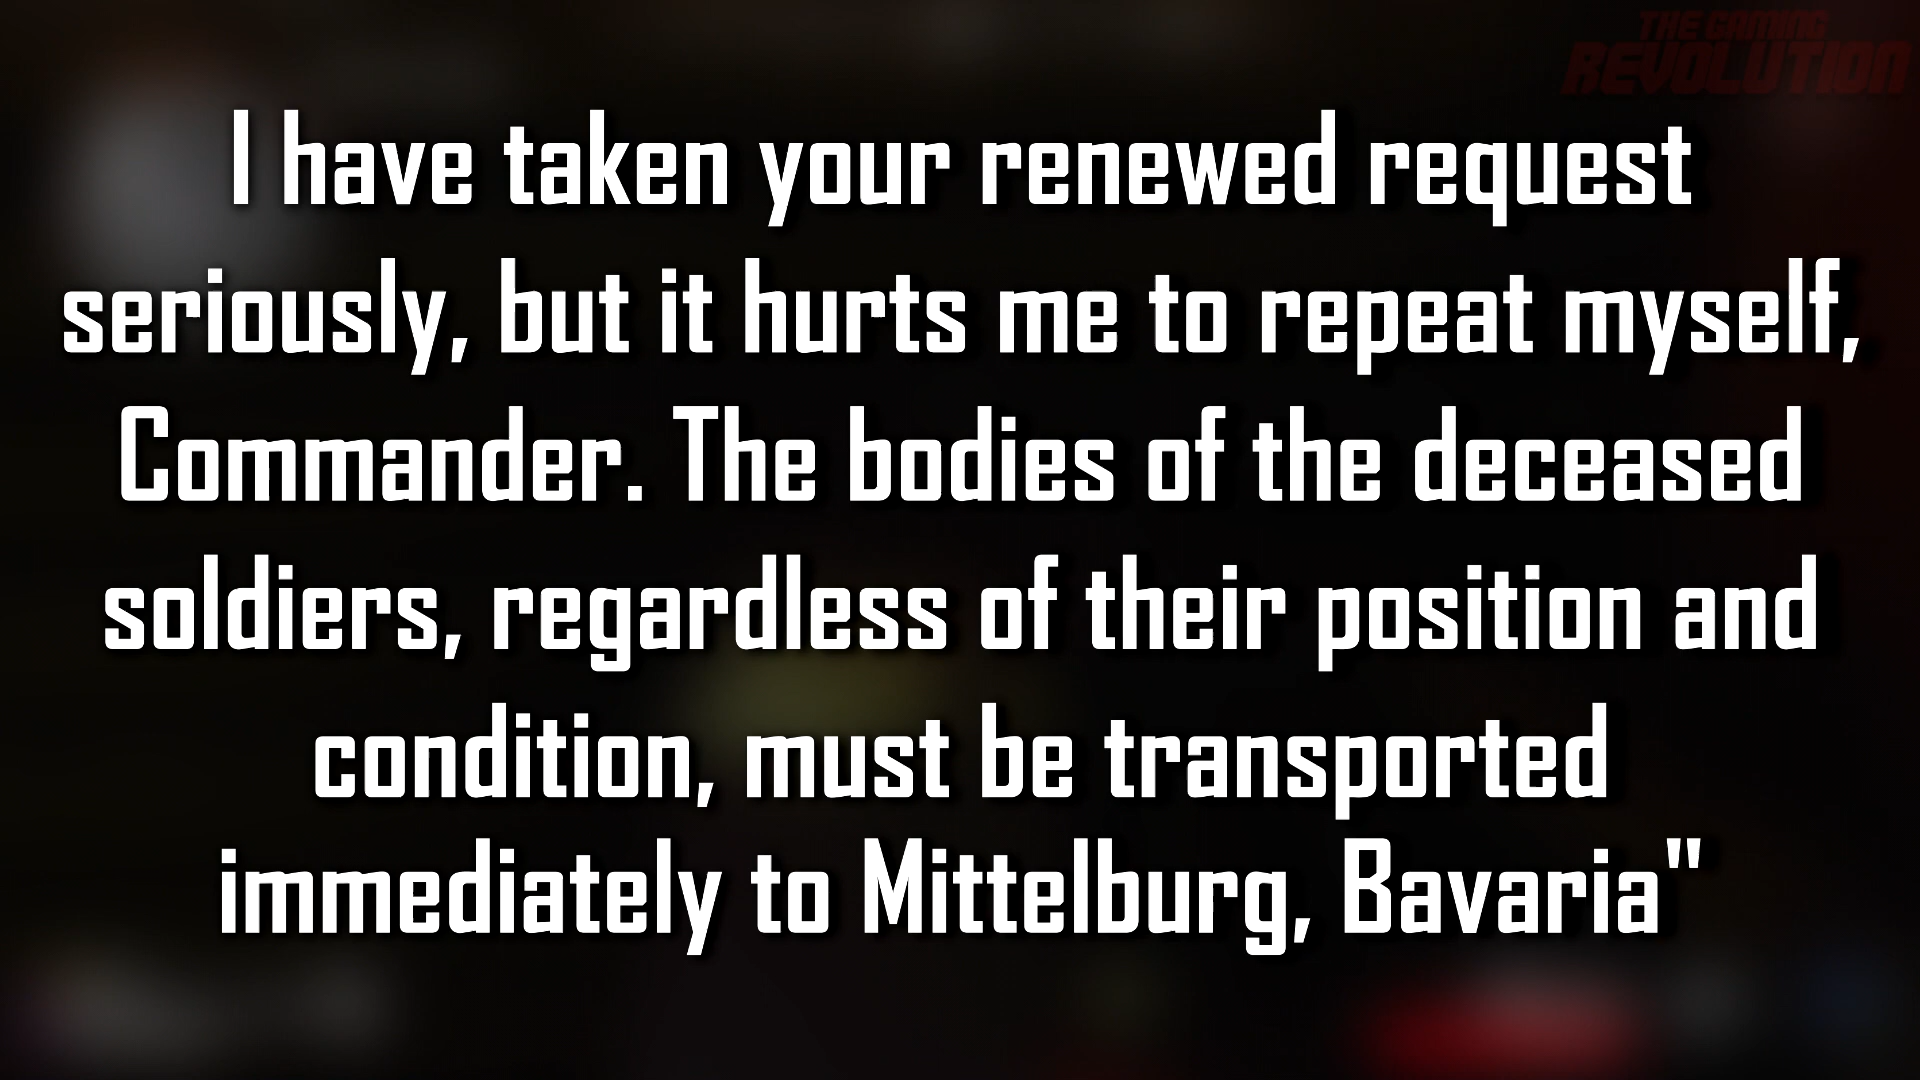 THE GAMING
REVOLUTION
I have taken your renewed request
seriously, but it hurts me to repeat myself,
Commander. The bodies of the deceased
soldiers, regardless of their position and
condition, must be transported
immediately to Mittelburg, Bavaria"